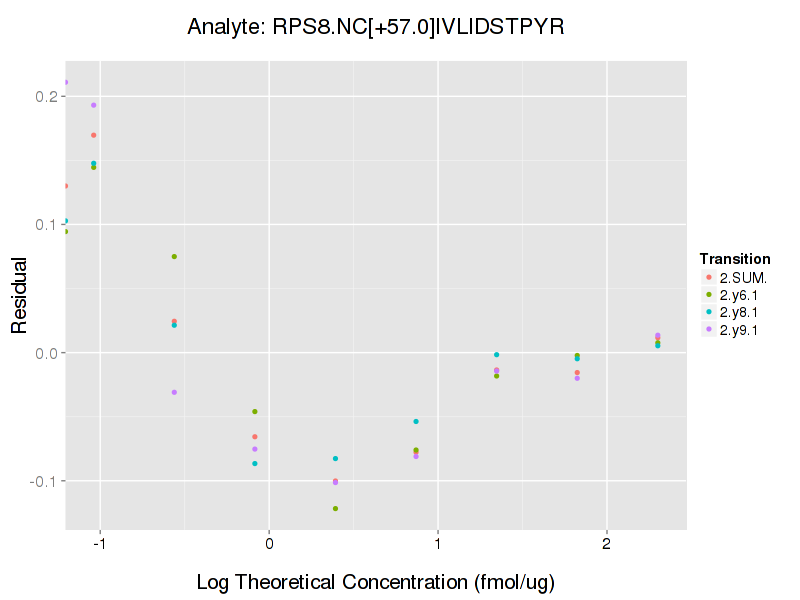 Analyte: RPS8.NC[+57.0]IVLIDSTPYR
0.2
0.1
0.0
-0.1
Residual
-1
0
1
2
Log Theoretical Concentration (fmol/ug)
Transition
2.SUM.
2.y6.1
2.y8.1
2.y9.1